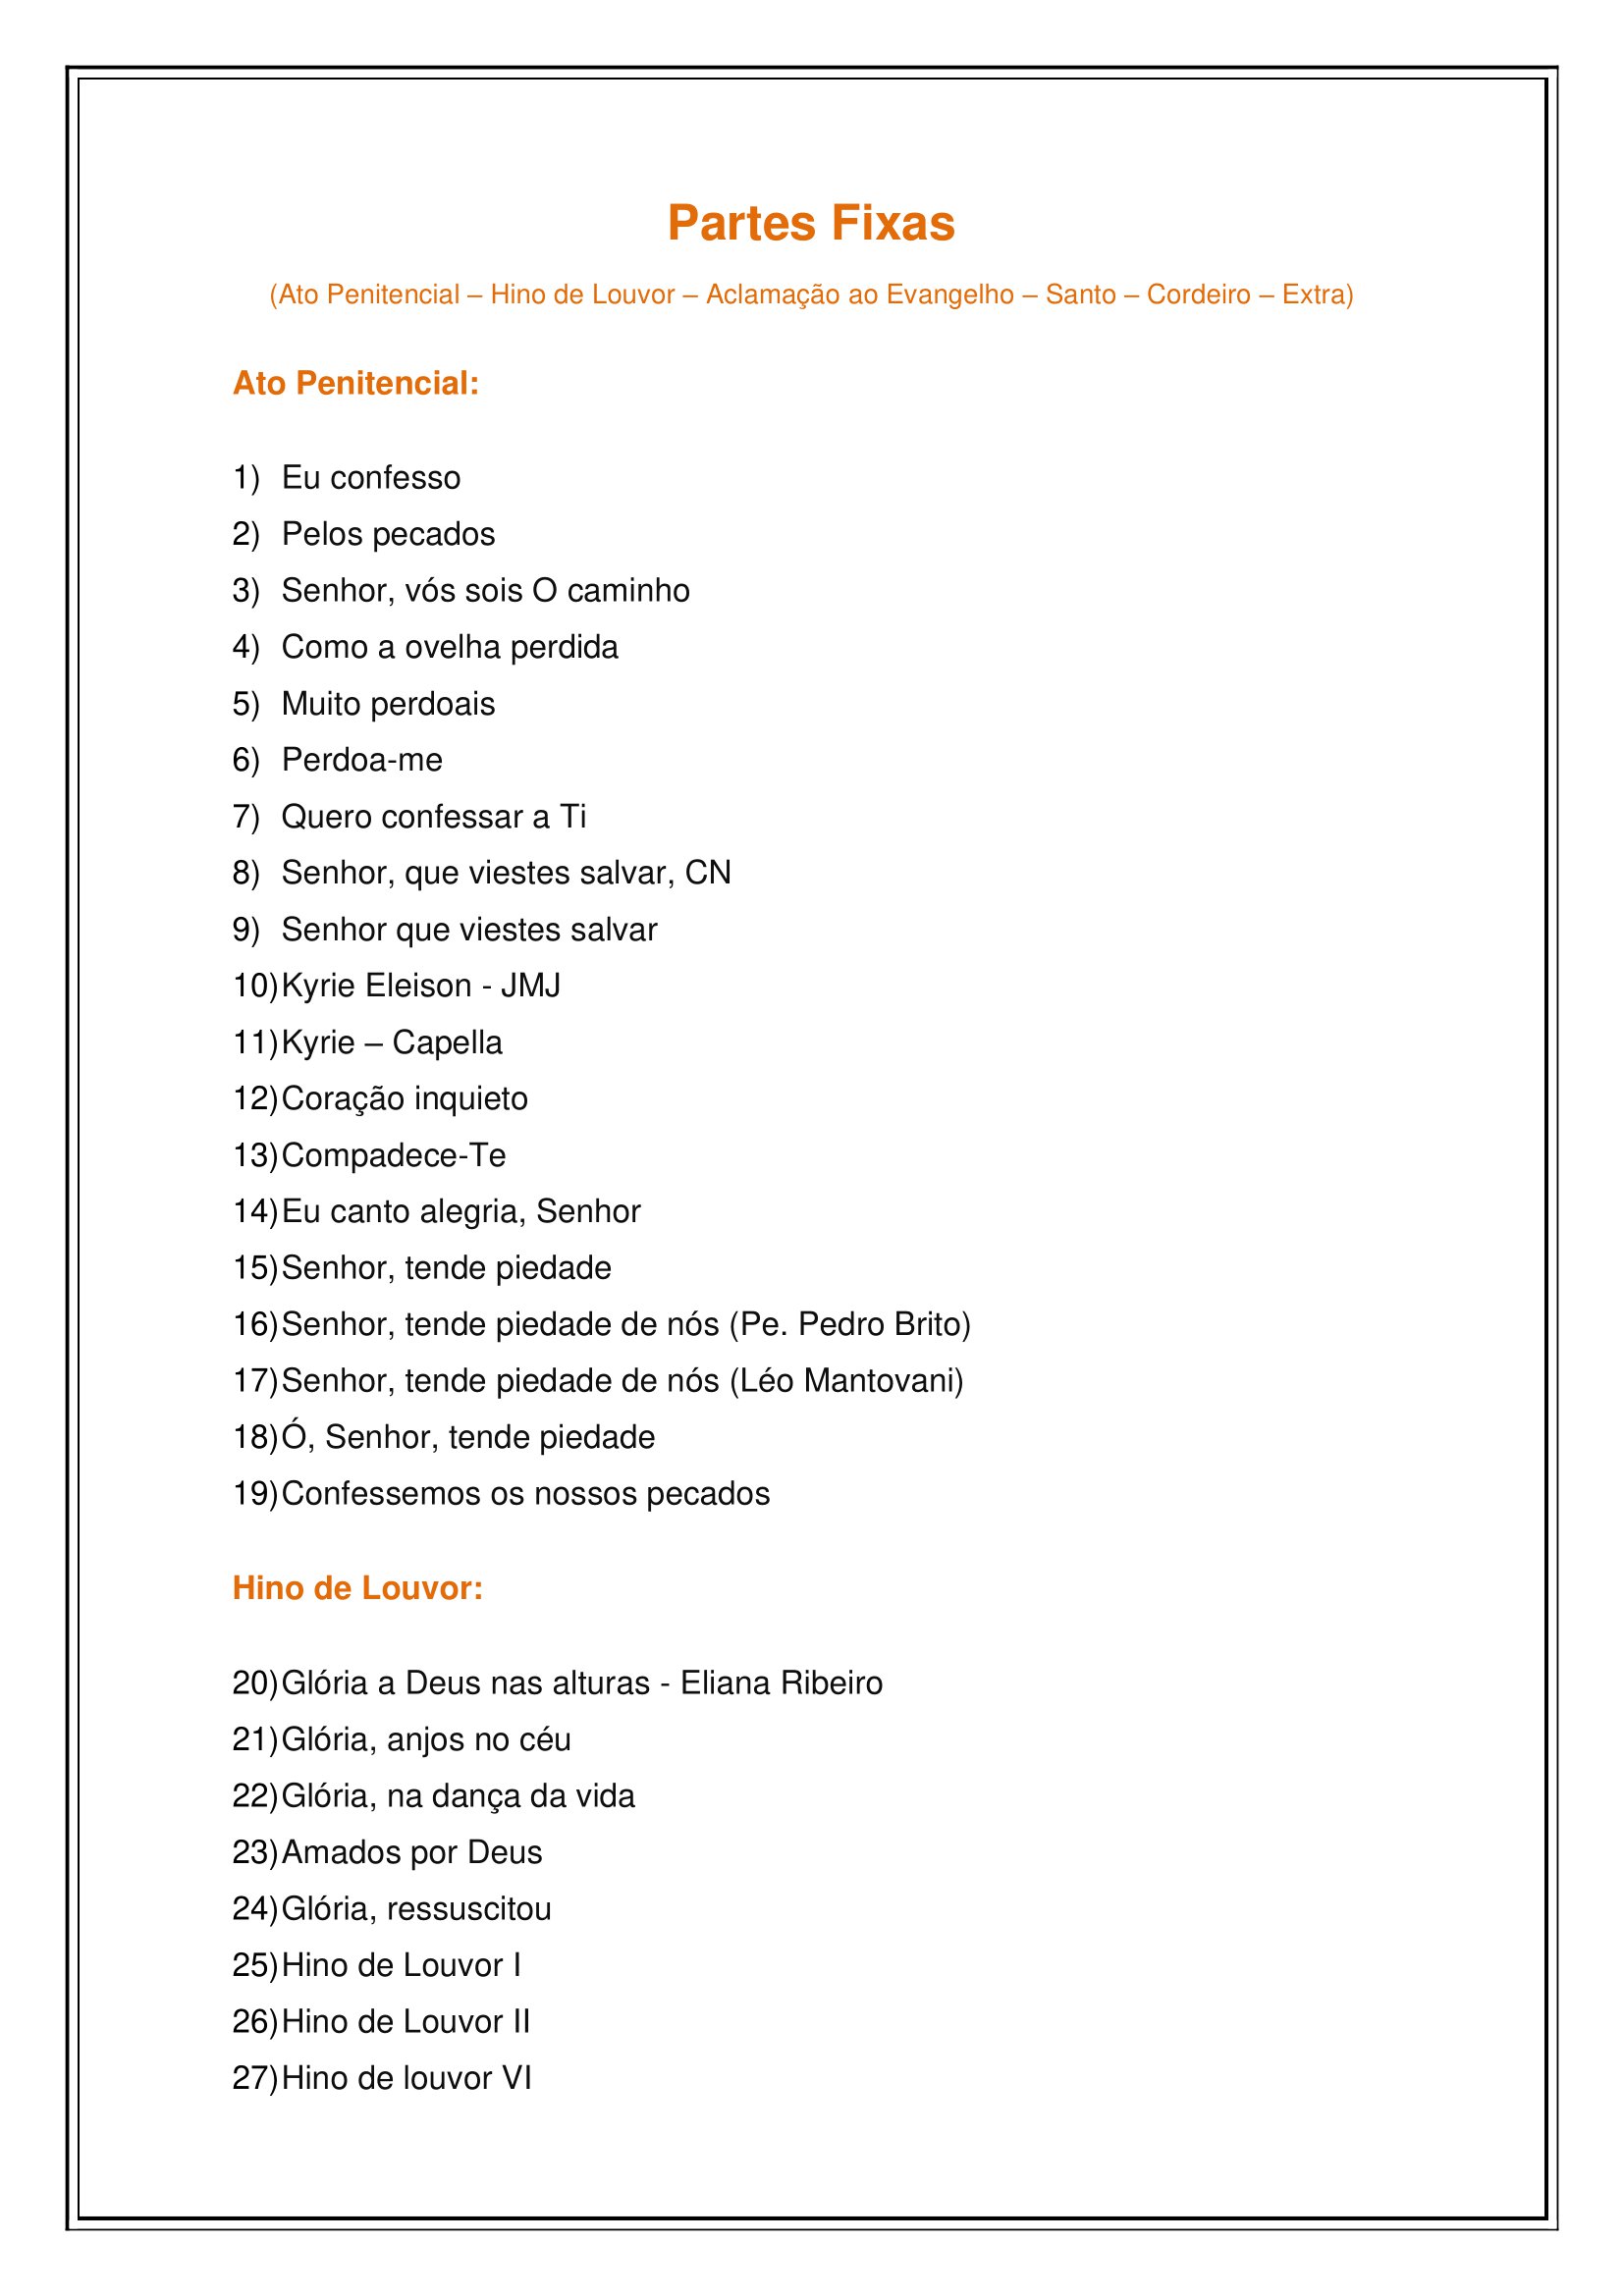 Partes Fixas
(Ato Penitencial – Hino de Louvor – Aclamação ao Evangelho – Santo – Cordeiro – Extra)
Ato Penitencial:
1) Eu confesso
2) Pelos pecados
3) Senhor, vós sois O caminho
4) Como a ovelha perdida
5) Muito perdoais
6) Perdoa-me
7) Quero confessar a Ti
8) Senhor, que viestes salvar, CN
9) Senhor que viestes salvar
10) Kyrie Eleison - JMJ
11) Kyrie – Capella
12) Coração inquieto
13) Compadece-Te
14) Eu canto alegria, Senhor
15) Senhor, tende piedade
16) Senhor, tende piedade de nós (Pe. Pedro Brito)
17) Senhor, tende piedade de nós (Léo Mantovani)
18) Ó, Senhor, tende piedade
19) Confessemos os nossos pecados
Hino de Louvor:
20) Glória a Deus nas alturas - Eliana Ribeiro
21) Glória, anjos no céu
22) Glória, na dança da vida
23) Amados por Deus
24) Glória, ressuscitou
25) Hino de Louvor I
26) Hino de Louvor II
27) Hino de louvor VI